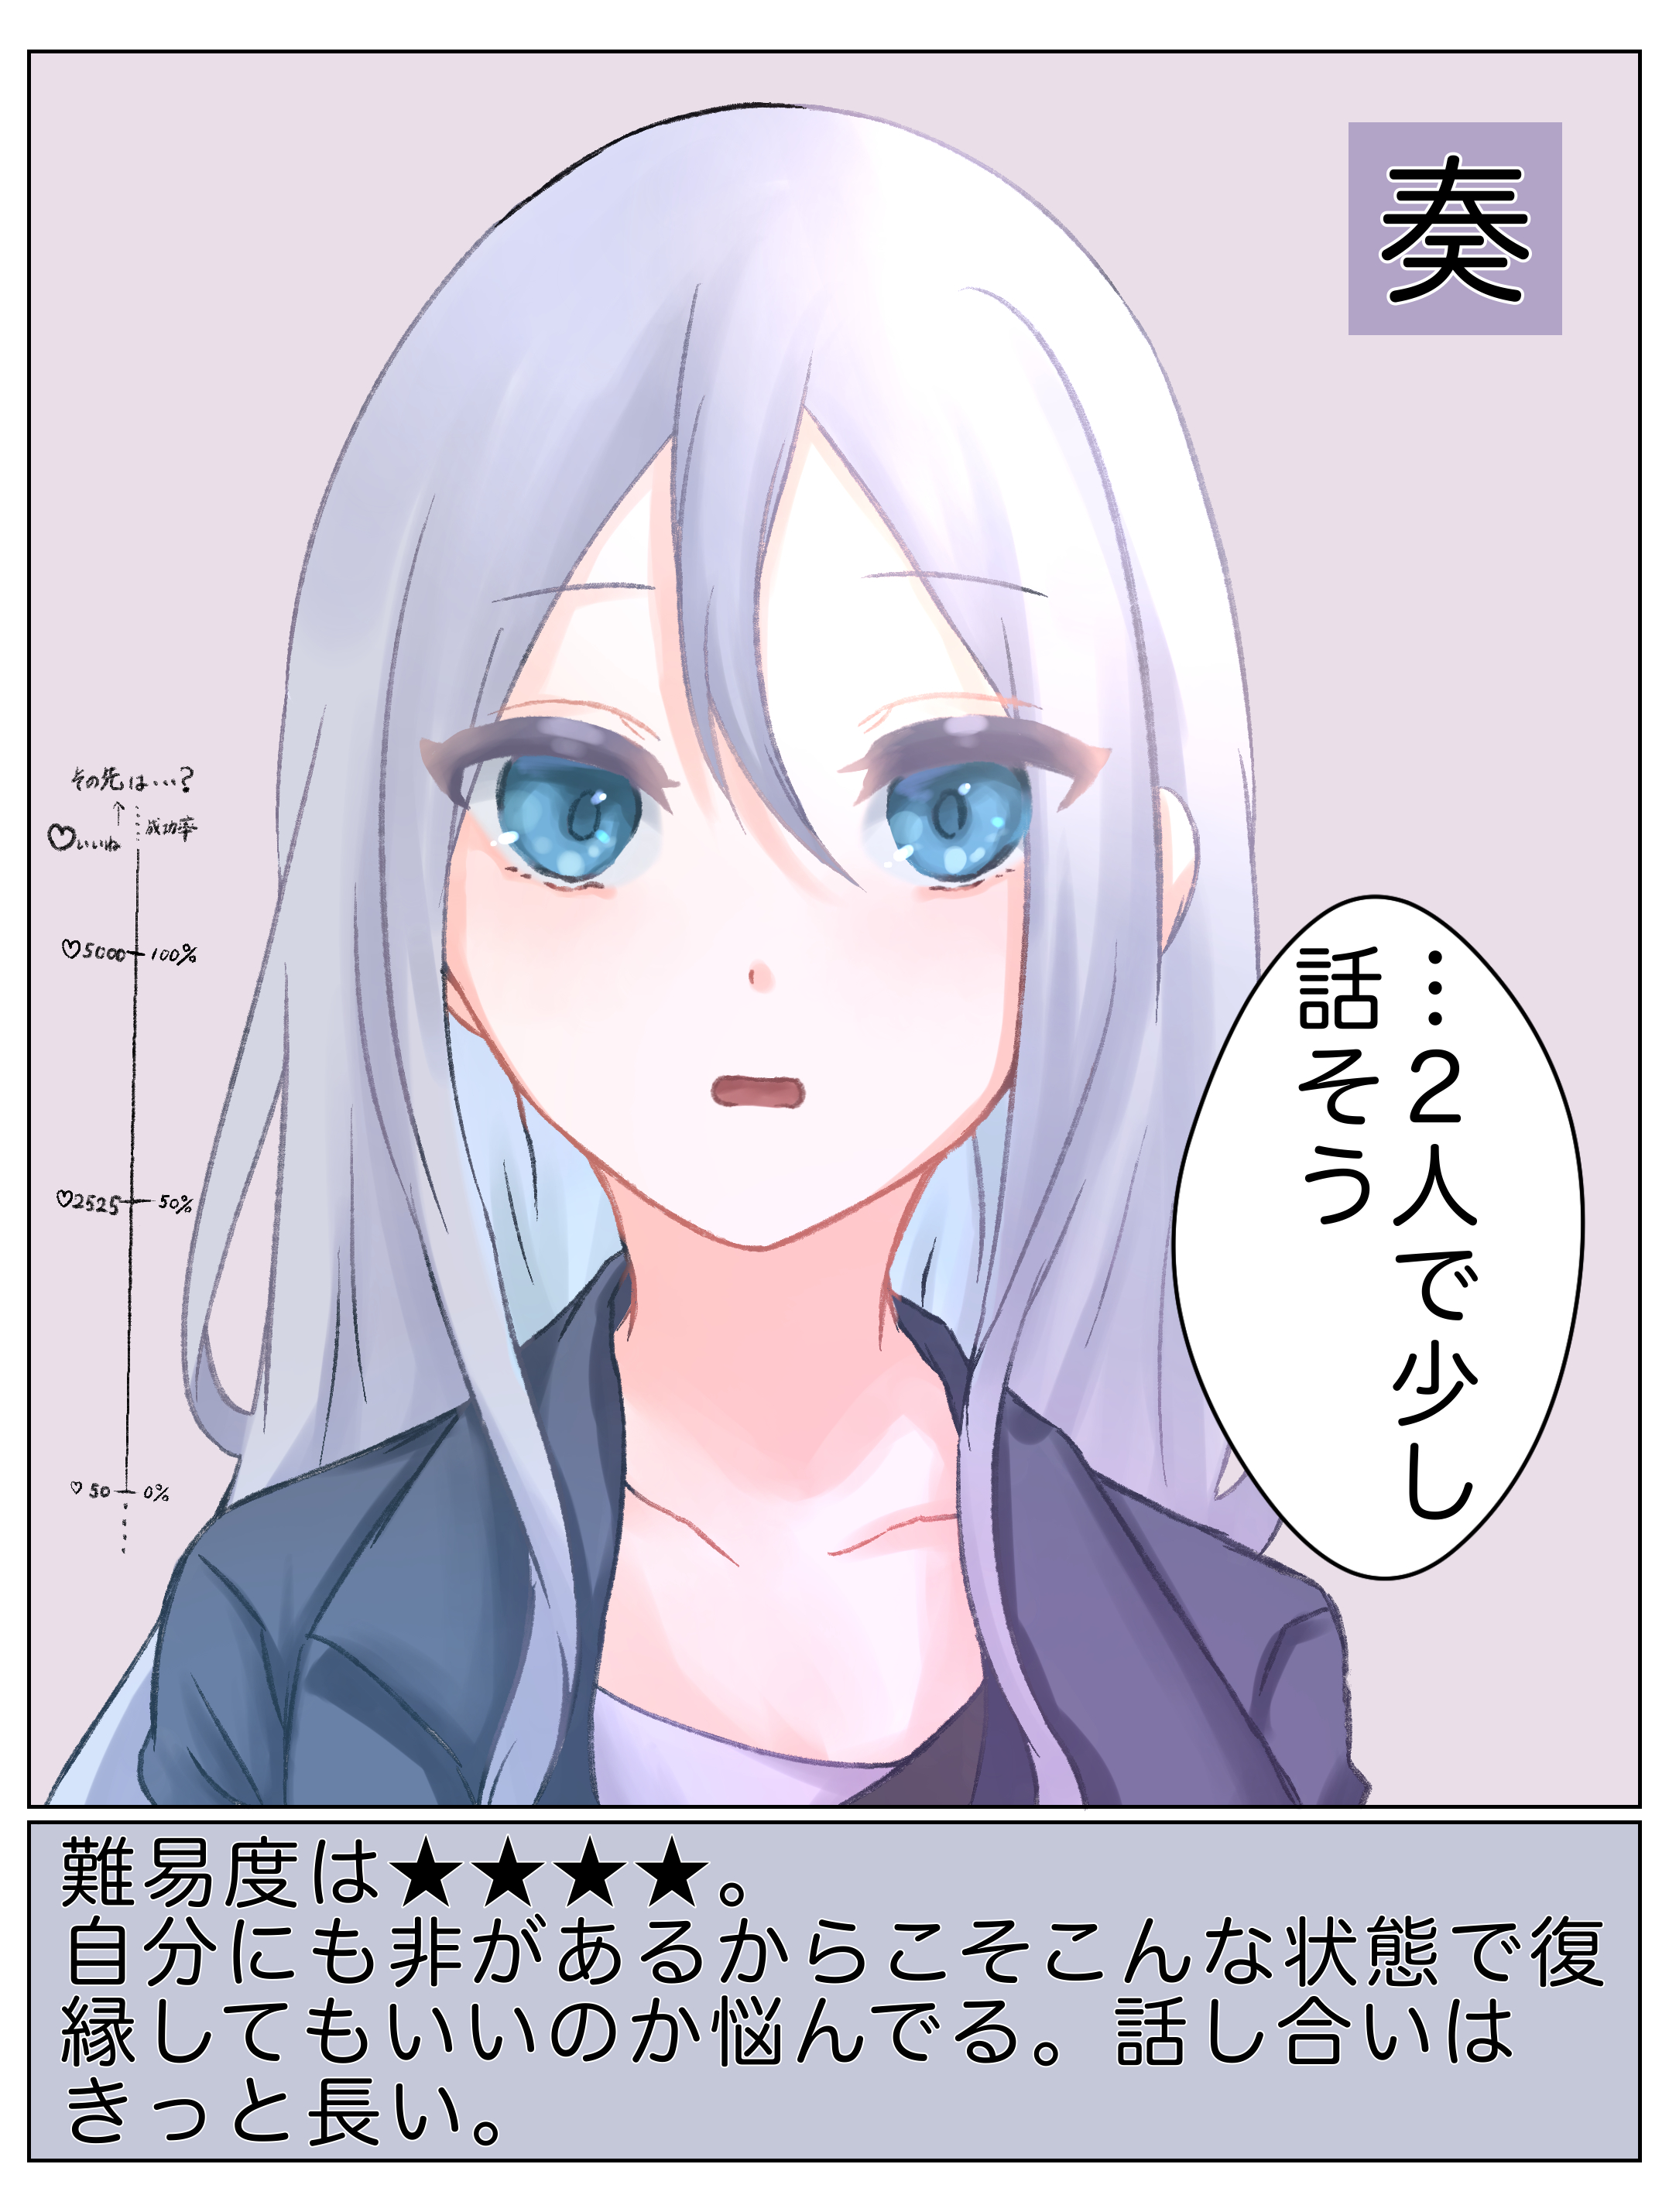 奏
…2人で少し
話そう
その先は…?
↑
♡いいね
成功率
♡5000 100%
♡2525 50%
♡50 0%
難易度は★★★★。
自分にも非があるからこそこんな状態で復
縁してもいいのか悩んでる。話し合いは
きっと長い。